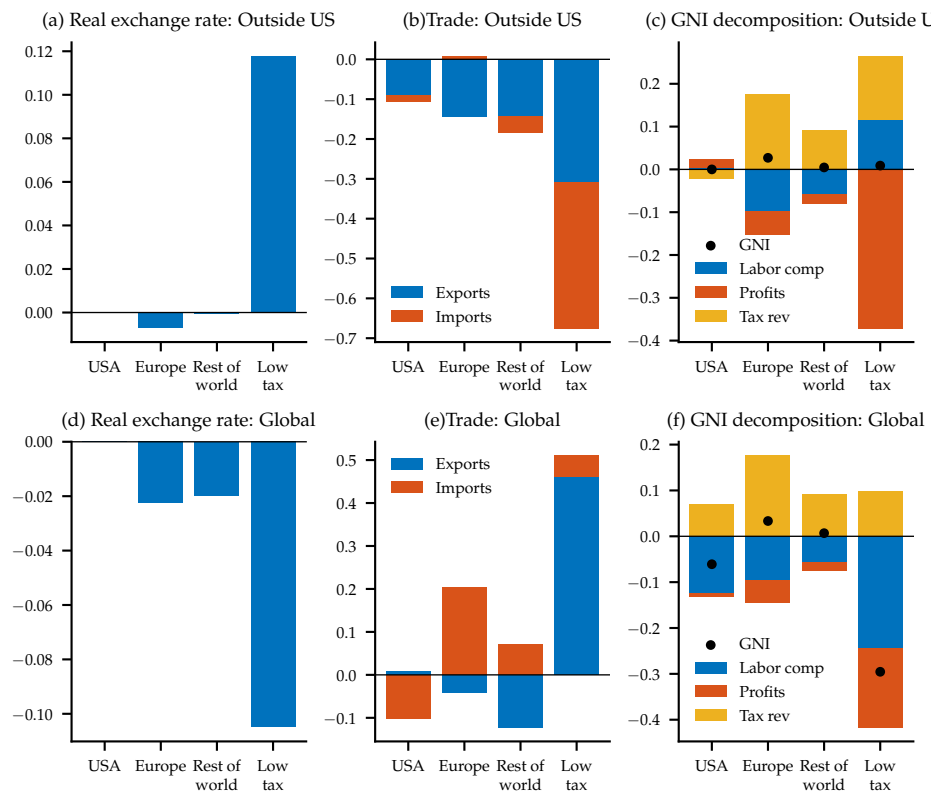 (a) Real exchange rate: Outside US
(b)Trade: Outside US
(c) GNI decomposition: Outside U
0.12
0.10
0.08
0.06
0.04
0.02
0.00
USA
Europe
Rest of
world
Low
tax
0.0
−0.1
−0.2
−0.3
−0.4
−0.5
−0.6
−0.7
Exports
Imports
USA
Europe
Rest of
world
Low
tax
0.2
0.1
0.0
−0.1
−0.2
−0.3
−0.4
GNI
Labor comp
Profits
Tax rev
USA
Europe
Rest of
world
Low
tax
(d) Real exchange rate: Global
(e)Trade: Global
(f) GNI decomposition: Global
0.00
−0.02
−0.04
−0.06
−0.08
−0.10
USA
Europe
Rest of
world
Low
tax
0.5
0.4
0.3
0.2
0.1
0.0
−0.1
Exports
Imports
USA
Europe
Rest of
world
Low
tax
0.2
0.1
0.0
−0.1
−0.2
−0.3
−0.4
GNI
Labor comp
Profits
Tax rev
USA
Europe
Rest of
world
Low
tax